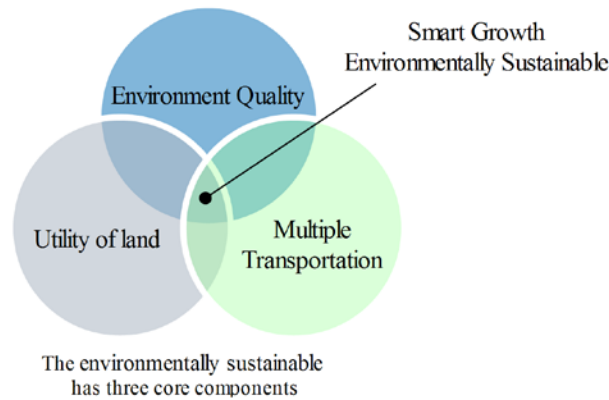 Smart Growth
Environmentally Sustainable
Environment Quality
Utility of land
Multiple
Transportation
The environmentally sustainable
has three core components